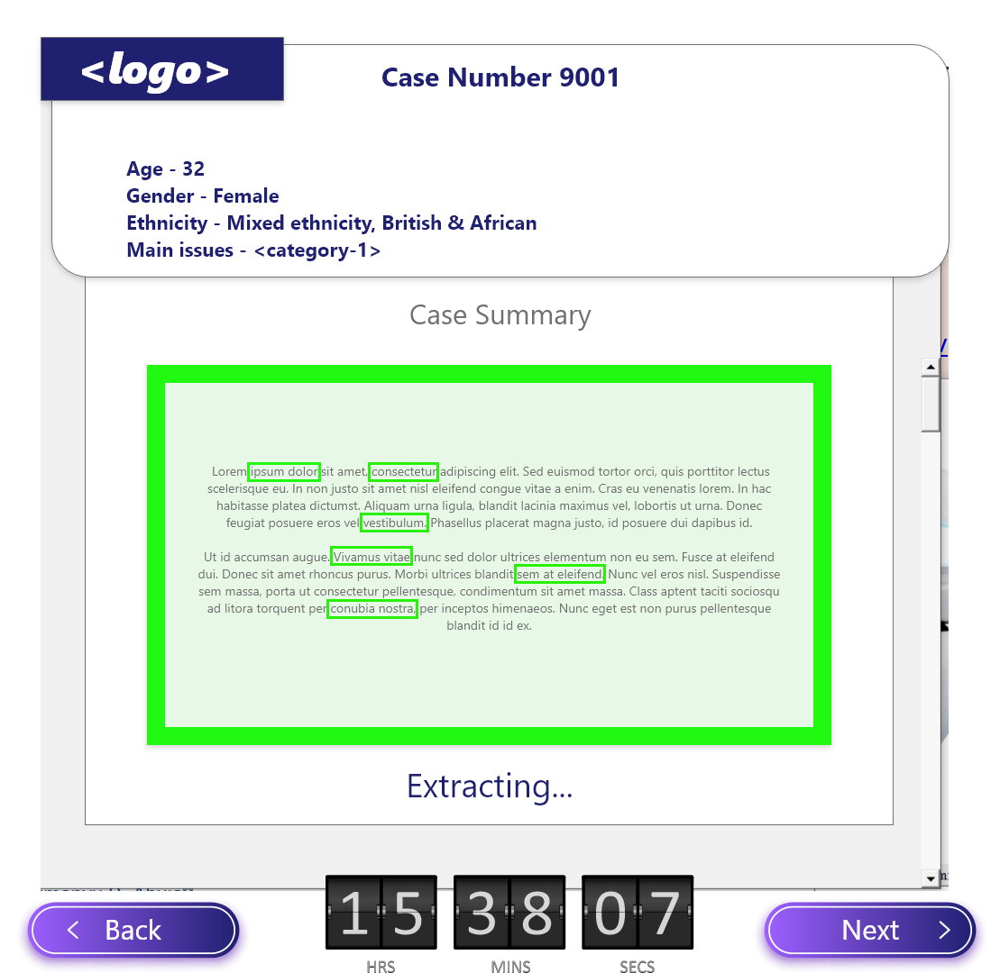 <logo>
Case Number 9001
Age - 32
Gender - Female
Ethnicity - Mixed ethnicity, British & African
Main issues - <category-1>
Case Summary
Lorem ipsum dolor sit amet, consectetur adipiscing elit. Sed euismod tortor orci, quis porttitor lectus
scelerisque eu. In non justo sit amet nisl eleifend congue vitae a enim. Cras eu venenatis lorem. In hac
habitasse platea dictumst. Aliquam urna ligula, blandit lacinia maximus vel, lobortis ut urna. Donec
feugiat posuere eros vel vestibulum. Phasellus placerat magna justo, id posuere dui dapibus id.
Ut id accumsan augue. Vivamus vitae nunc sed dolor ultrices elementum non eu sem. Fusce at eleifend
dui. Donec sit amet rhoncus purus. Morbi ultrices blandit sem at eleifend. Nunc vel eros nisl. Suspendisse
sem massa, porta ut consectetur pellentesque, condimentum sit amet massa. Class aptent taciti sociosqu
ad litora torquent per conubia nostra, per inceptos himenaeos. Nunc eget est non purus pellentesque
blandit id id ex.
Extracting...
15 38 07
HRS MINS SECS
Back
Next